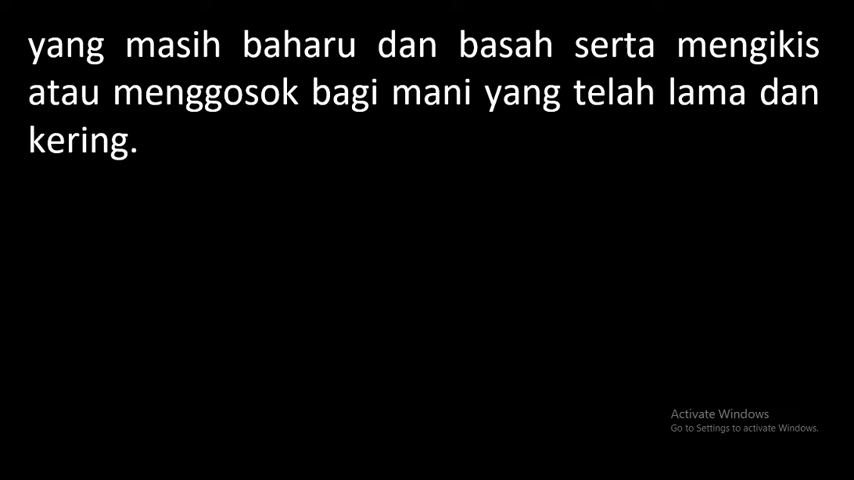 yang masih baharu dan basah serta mengikis
atau menggosok bagi mani yang telah lama dan
kering.
Activate Windows
Go to Settings to activate Windows.